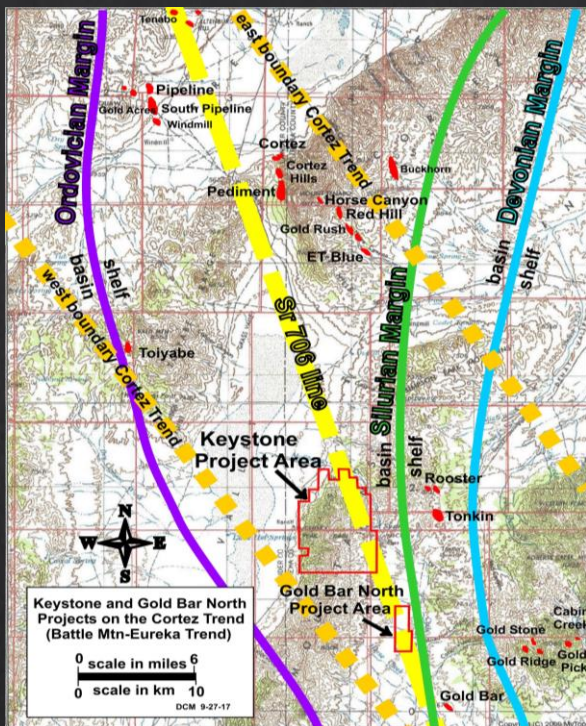 Tenabo
east boundary Cortez Trend
Ordovician Margin
Pipeline
Gold Acres
South Pipeline
Windmill
Cortez
Cortez
Hills
Pediment
Buckhorn
Devonian Margin
Horse Canyon
Red Hill
Gold Rush
ET Blue
basin
shelf
basin
shelf
west boundary Cortez Trend
Sr 706 line
Silurian Margin
Toiyabe
Keystone
Project Area
basin
shelf
Rooster
Tonkin
N
W
E
S
Gold Bar North
Project Area
Cabin
Creek
Gold Stone
Gold Ridge
Gold
Pick
Gold Bar
Keystone and Gold Bar North
Projects on the Cortez Trend
(Battle Mtn-Eureka Trend)
0 scale in miles 6
0 scale in km 10
DCM 9-27-17